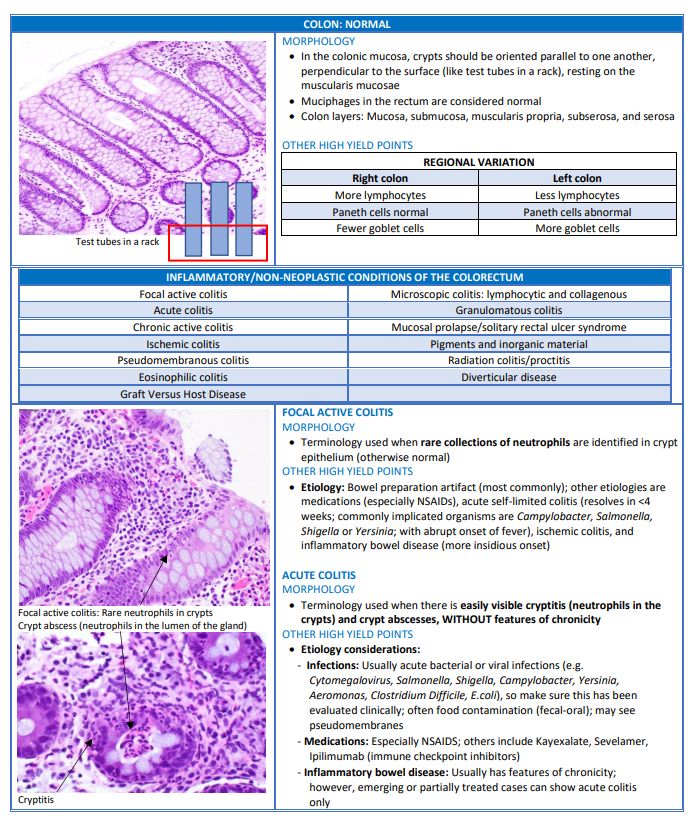 COLON: NORMAL
MORPHOLOGY
• In the colonic mucosa, crypts should be oriented parallel to one another,
perpendicular to the surface (like test tubes in a rack), resting on the
muscularis mucosae
• Muciphages in the rectum are considered normal
• Colon layers: Mucosa, submucosa, muscularis propria, subserosa, and serosa
OTHER HIGH YIELD POINTS
REGIONAL VARIATION
Right colon Left colon
More lymphocytes Less lymphocytes
Paneth cells normal Paneth cells abnormal
Fewer goblet cells More goblet cells
Test tubes in a rack
INFLAMMATORY/NON-NEOPLASTIC CONDITIONS OF THE COLORECTUM
Focal active colitis Microscopic colitis: lymphocytic and collagenous
Acute colitis Granulomatous colitis
Chronic active colitis Mucosal prolapse/solitary rectal ulcer syndrome
Ischemic colitis Pigments and inorganic material
Pseudomembranous colitis Radiation colitis/proctitis
Eosinophilic colitis Diverticular disease
Graft Versus Host Disease
Focal active colitis: Rare neutrophils in crypts
Crypt abscess (neutrophils in the lumen of the gland)
Cryptitis
FOCAL ACTIVE COLITIS
MORPHOLOGY
• Terminology used when rare collections of neutrophils are identified in crypt
epithelium (otherwise normal)
OTHER HIGH YIELD POINTS
• Etiology: Bowel preparation artifact (most commonly); other etiologies are
medications (especially NSAIDs), acute self-limited colitis (resolves in <4
weeks; commonly implicated organisms are Campylobacter, Salmonella,
Shigella or Yersinia; with abrupt onset of fever), ischemic colitis, and
inflammatory bowel disease (more insidious onset)
ACUTE COLITIS
MORPHOLOGY
• Terminology used when there is easily visible cryptitis (neutrophils in the
crypts) and crypt abscesses, WITHOUT features of chronicity
OTHER HIGH YIELD POINTS
• Etiology considerations:
- Infections: Usually acute bacterial or viral infections (e.g.
Cytomegalovirus, Salmonella, Shigella, Campylobacter, Yersinia,
Aeromonas, Clostridium Difficile, E.coli), so make sure this has been
evaluated clinically; often food contamination (fecal-oral); may see
pseudomembranes
- Medications: Especially NSAIDS; others include Kayexalate, Sevelamer,
Ipilimumab (immune checkpoint inhibitors)
- Inflammatory bowel disease: Usually has features of chronicity;
however, emerging or partially treated cases can show acute colitis
only